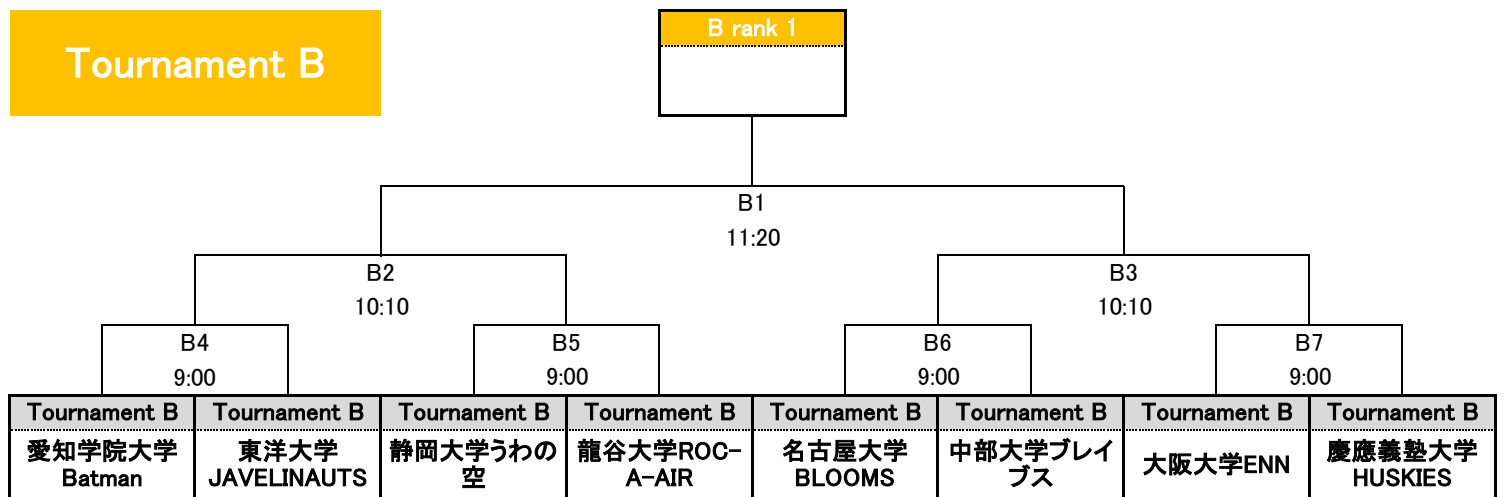 B rank 1
Tournament B
B1
11:20
B2
B3
10:10
10:10
B4
B5
B6
B7
9:00
9:00
9:00
9:00
Tournament B
Tournament B
Tournament B
Tournament B
Tournament B
Tournament B
Tournament B
Tournament B
愛知学院大学
Batman
東洋大学
JAVELINAUTS
静岡大学うわの
空
龍谷大学ROC-
A-AIR
名古屋大学
BLOOMS
中部大学ブレイ
ブス
大阪大学ENN
慶應義塾大学
HUSKIES